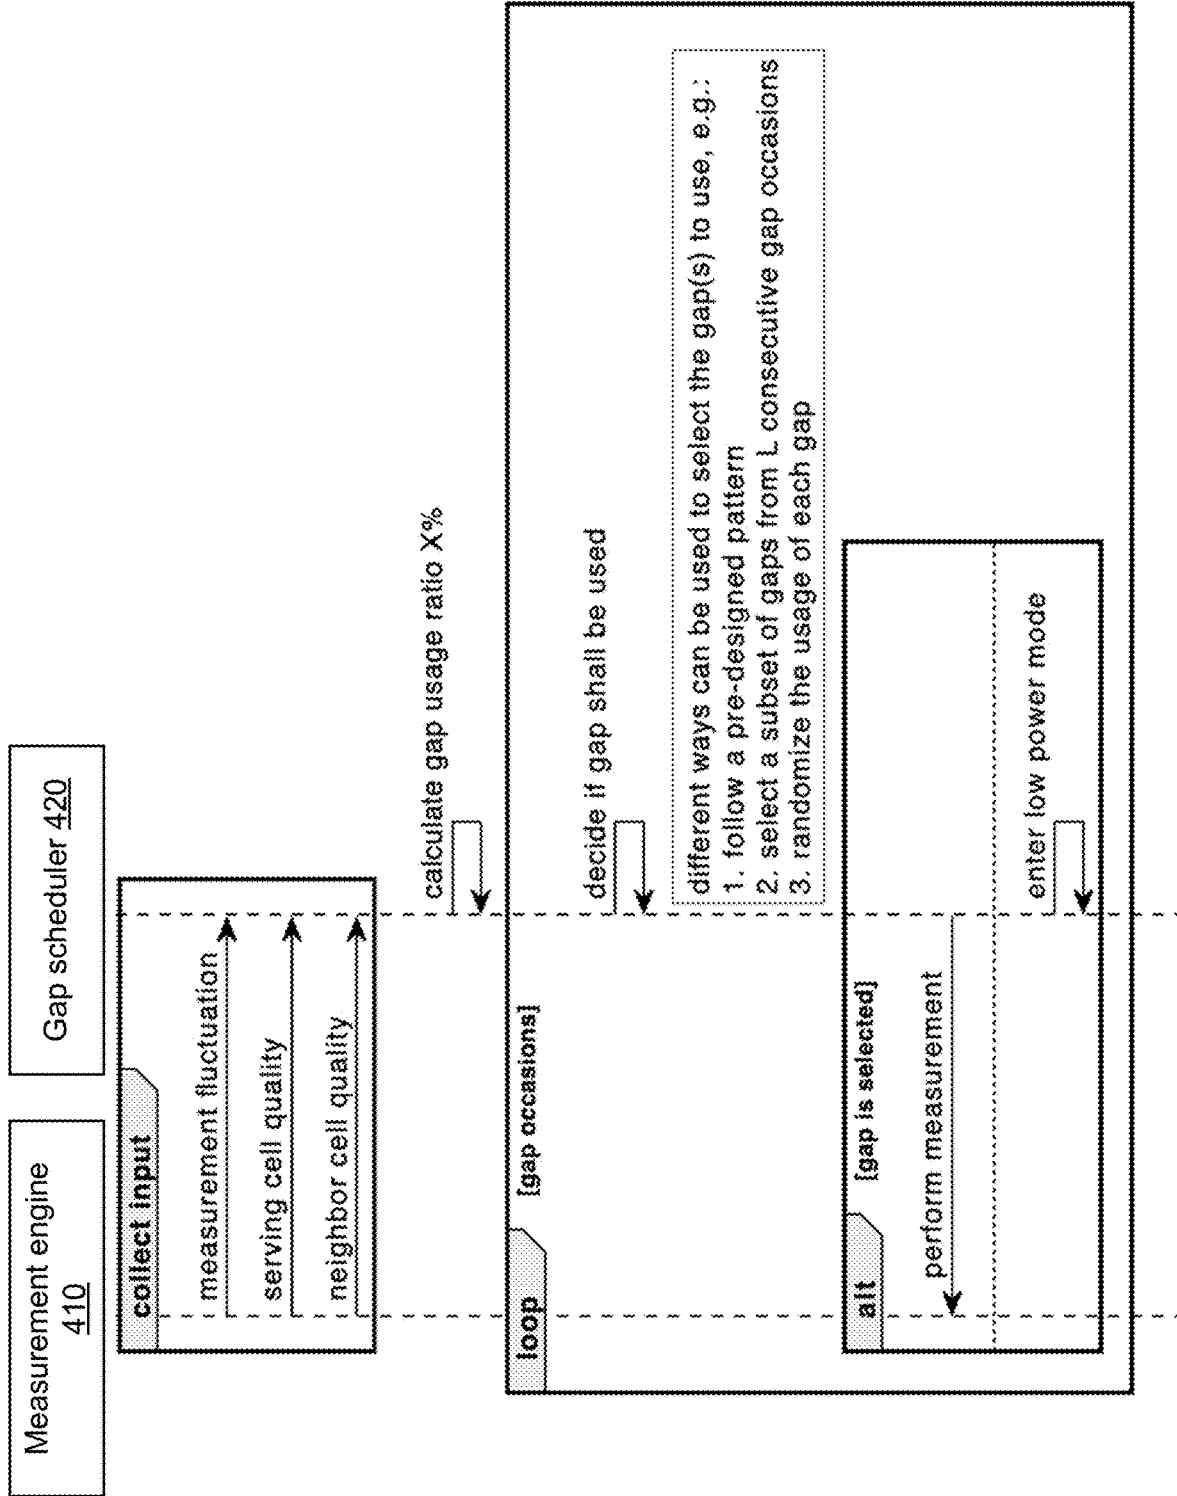 Measurement engine
410
Gap scheduler 420
collect input
measurement fluctuation
serving cell quality
neighbor cell quality
calculate gap usage ratio X%
loop
[gap occasions]
decide if gap shall be used
different ways can be used to select the gap(s) to use, e.g.:
1. follow a pre-designed pattern
2. select a subset of gaps from L consecutive gap occasions
3. randomize the usage of each gap
alt
[gap is selected]
perform measurement
enter low power mode